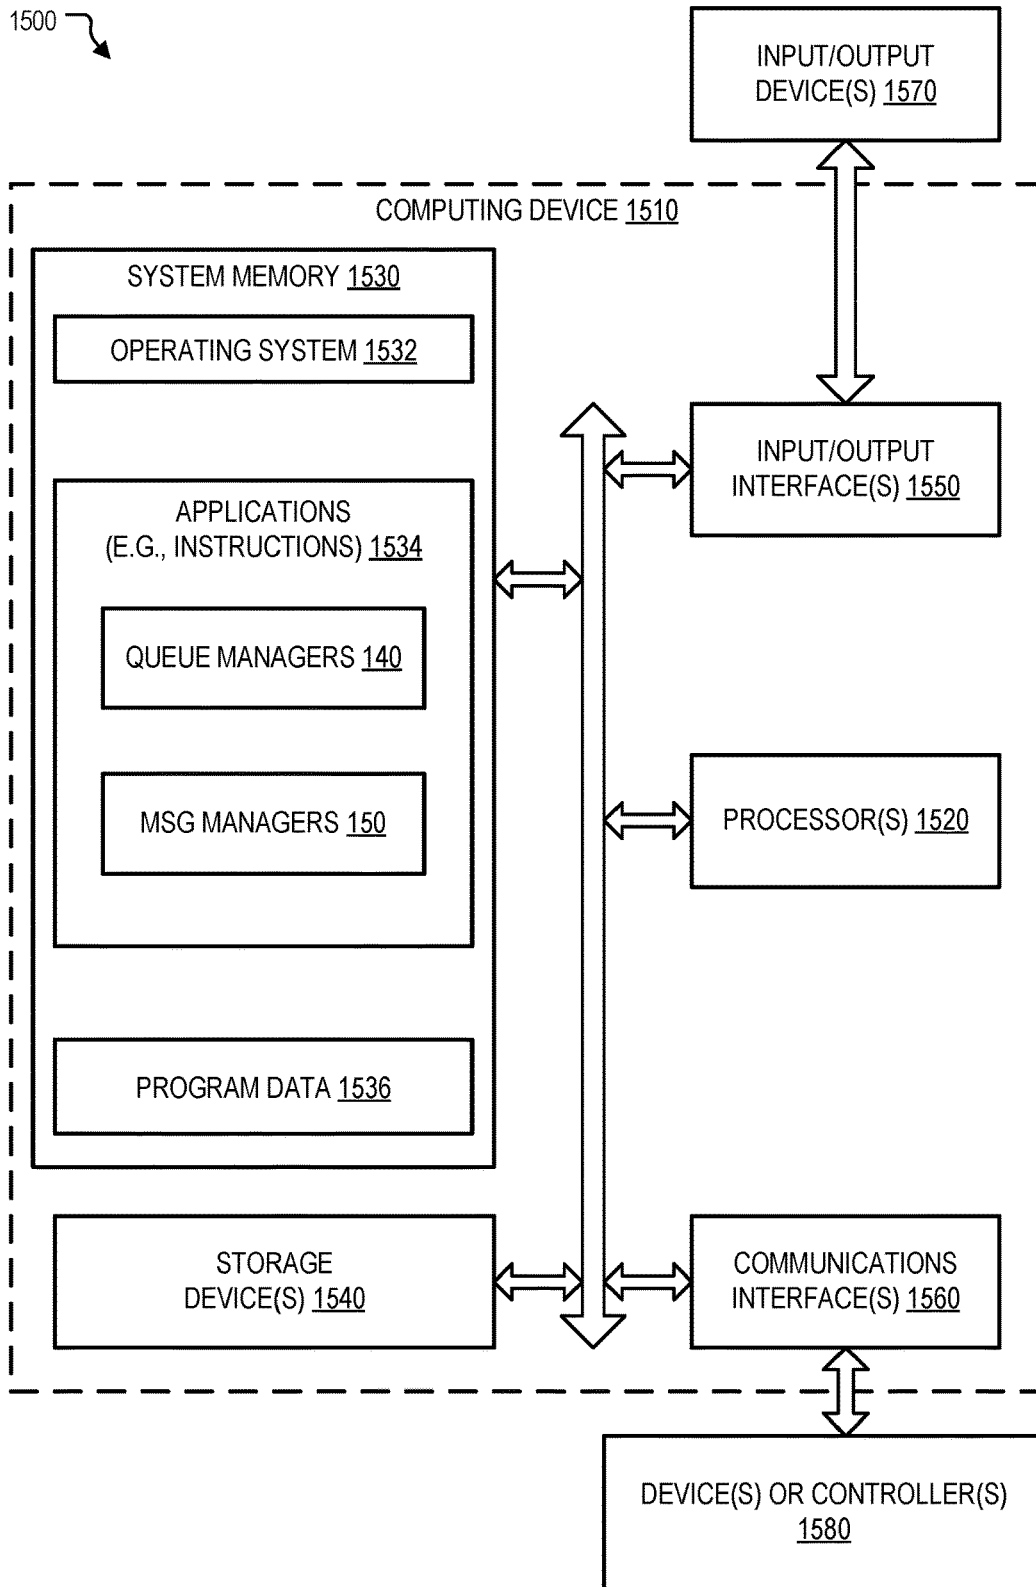 1500
INPUT/OUTPUT
DEVICE(S) 1570
COMPUTING DEVICE 1510
SYSTEM MEMORY 1530
OPERATING SYSTEM 1532
APPLICATIONS
(E.G., INSTRUCTIONS) 1534
QUEUE MANAGERS 140
MSG MANAGERS 150
PROGRAM DATA 1536
STORAGE
DEVICE(S) 1540
INPUT/OUTPUT
INTERFACE(S) 1550
PROCESSOR(S) 1520
COMMUNICATIONS
INTERFACE(S) 1560
DEVICE(S) OR CONTROLLER(S)
1580